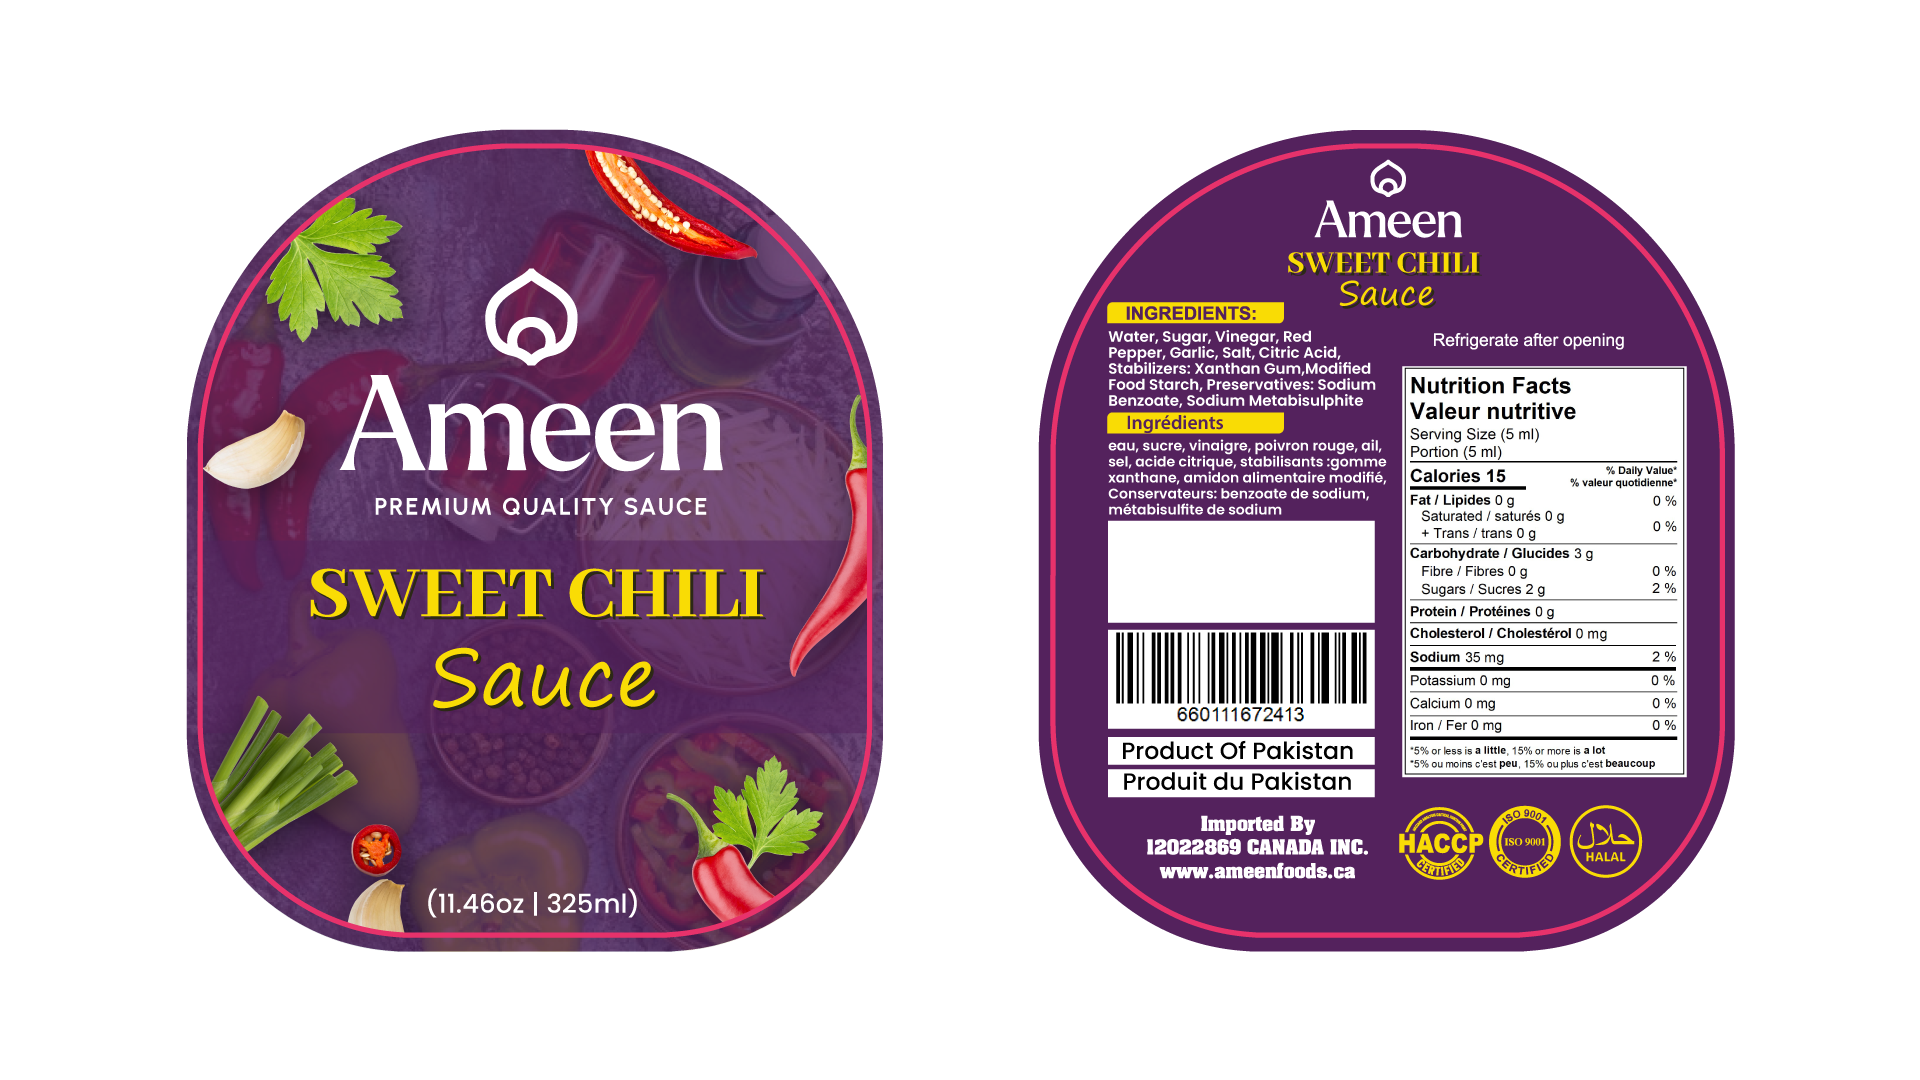 Ameen
PREMIUM QUALITY SAUCE
SWEET CHILI
Sauce
(11.46oz | 325ml)
Ameen
SWEET CHILI
Sauce
INGREDIENTS:
Water, Sugar, Vinegar, Red
Pepper, Garlic, Salt, Citric Acid,
Stabilizers: Xanthan Gum,Modified
Food Starch, Preservatives: Sodium
Benzoate, Sodium Metabisulphite
Ingrédients
eau, sucre, vinaigre, poivron rouge, ail,
sel, acide citrique, stabilisants :gomme
xanthane, amidon alimentaire modifié,
Conservateurs: benzoate de sodium,
métabisulfite de sodium
660111672413
Product Of Pakistan
Produit du Pakistan
Imported By
12022869 CANADA INC.
www.ameenfoods.ca
Refrigerate after opening
Nutrition Facts
Valeur nutritive
Serving Size (5 ml)
Portion (5 ml)
Calories 15
% Daily Value*
% valeur quotidienne*
Fat / Lipides 0 g 0 %
Saturated / saturés 0 g
+ Trans / trans 0 g 0 %
Carbohydrate / Glucides 3 g
Fibre / Fibres 0 g 0 %
Sugars / Sucres 2 g 2 %
Protein / Protéines 0 g
Cholesterol / Cholestérol 0 mg
Sodium 35 mg 2 %
Potassium 0 mg 0 %
Calcium 0 mg 0 %
Iron / Fer 0 mg 0 %
*5% or less is a little, 15% or more is a lot
*5% ou moins c'est peu, 15% ou plus c'est beaucoup
HACCP
CERTIFIED
ISO 9001
ISO 9001
CERTIFIED
حلال
HALAL